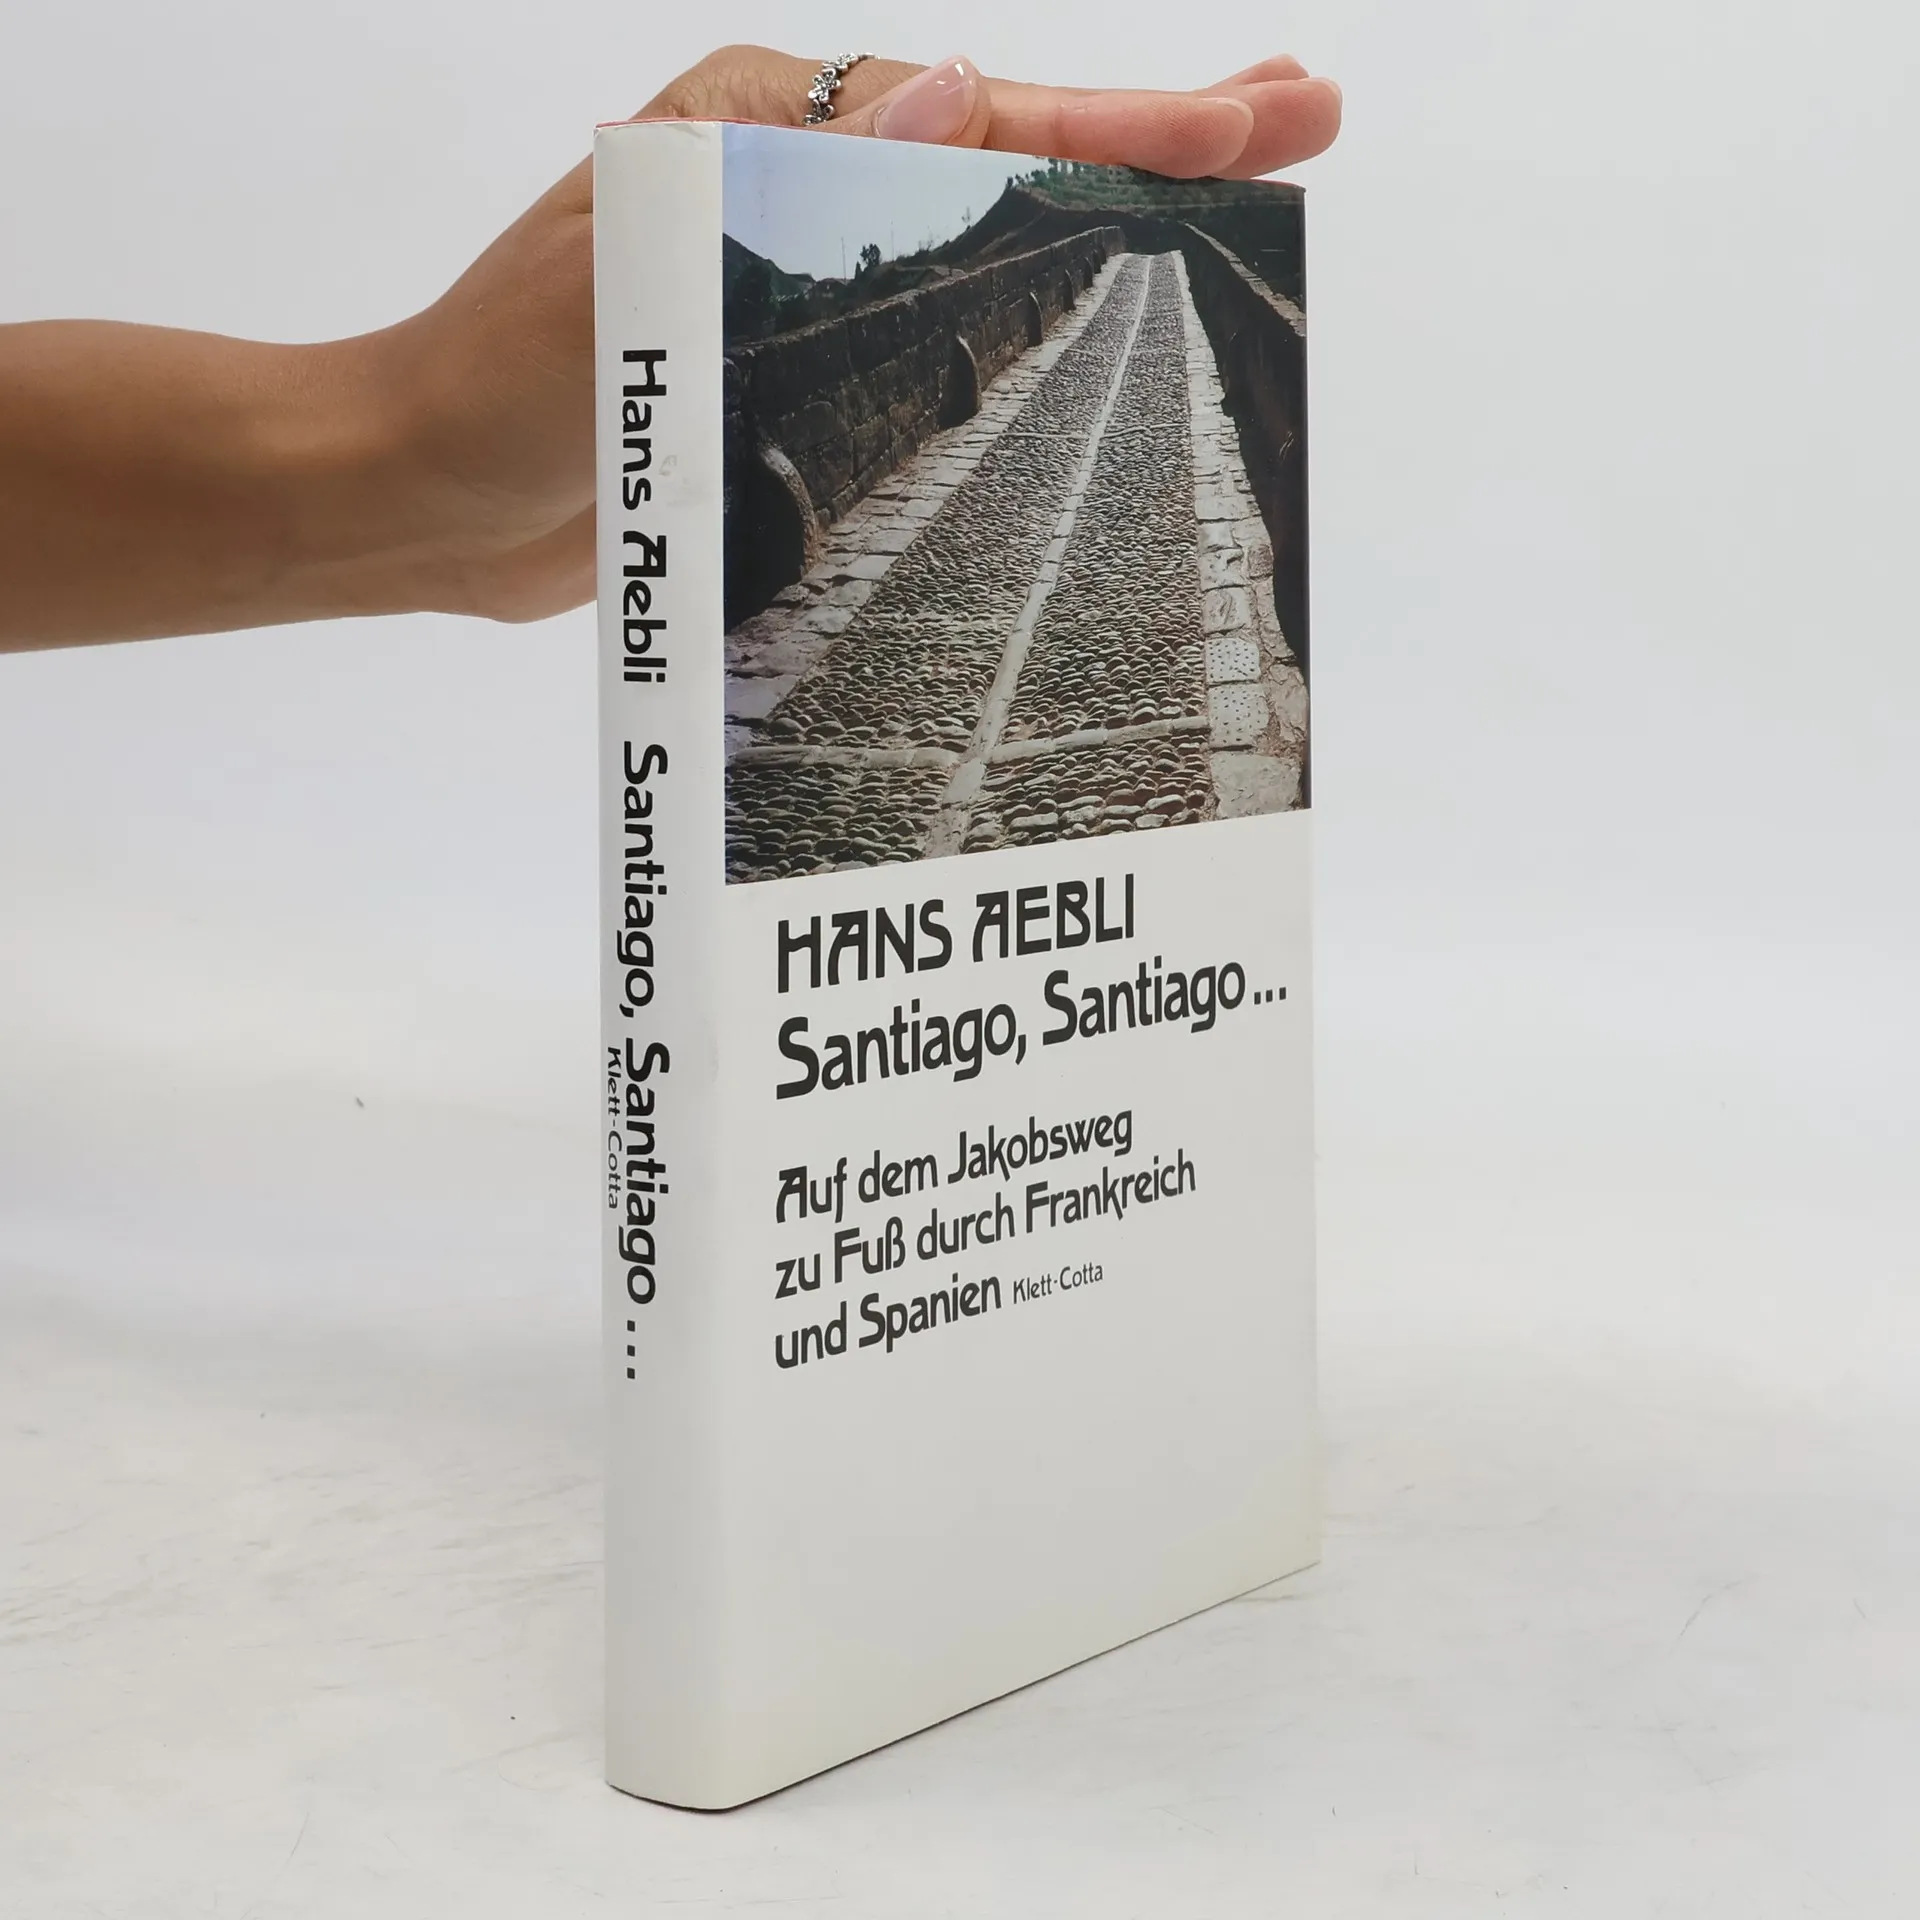 Hans Aebli Santiago, Santiago...
Klett-Cotta
HANS AEBLI
Santiago, Santiago...
Auf dem Jakobsweg
zu Fuß durch Frankreich
und Spanien Klett-Cotta